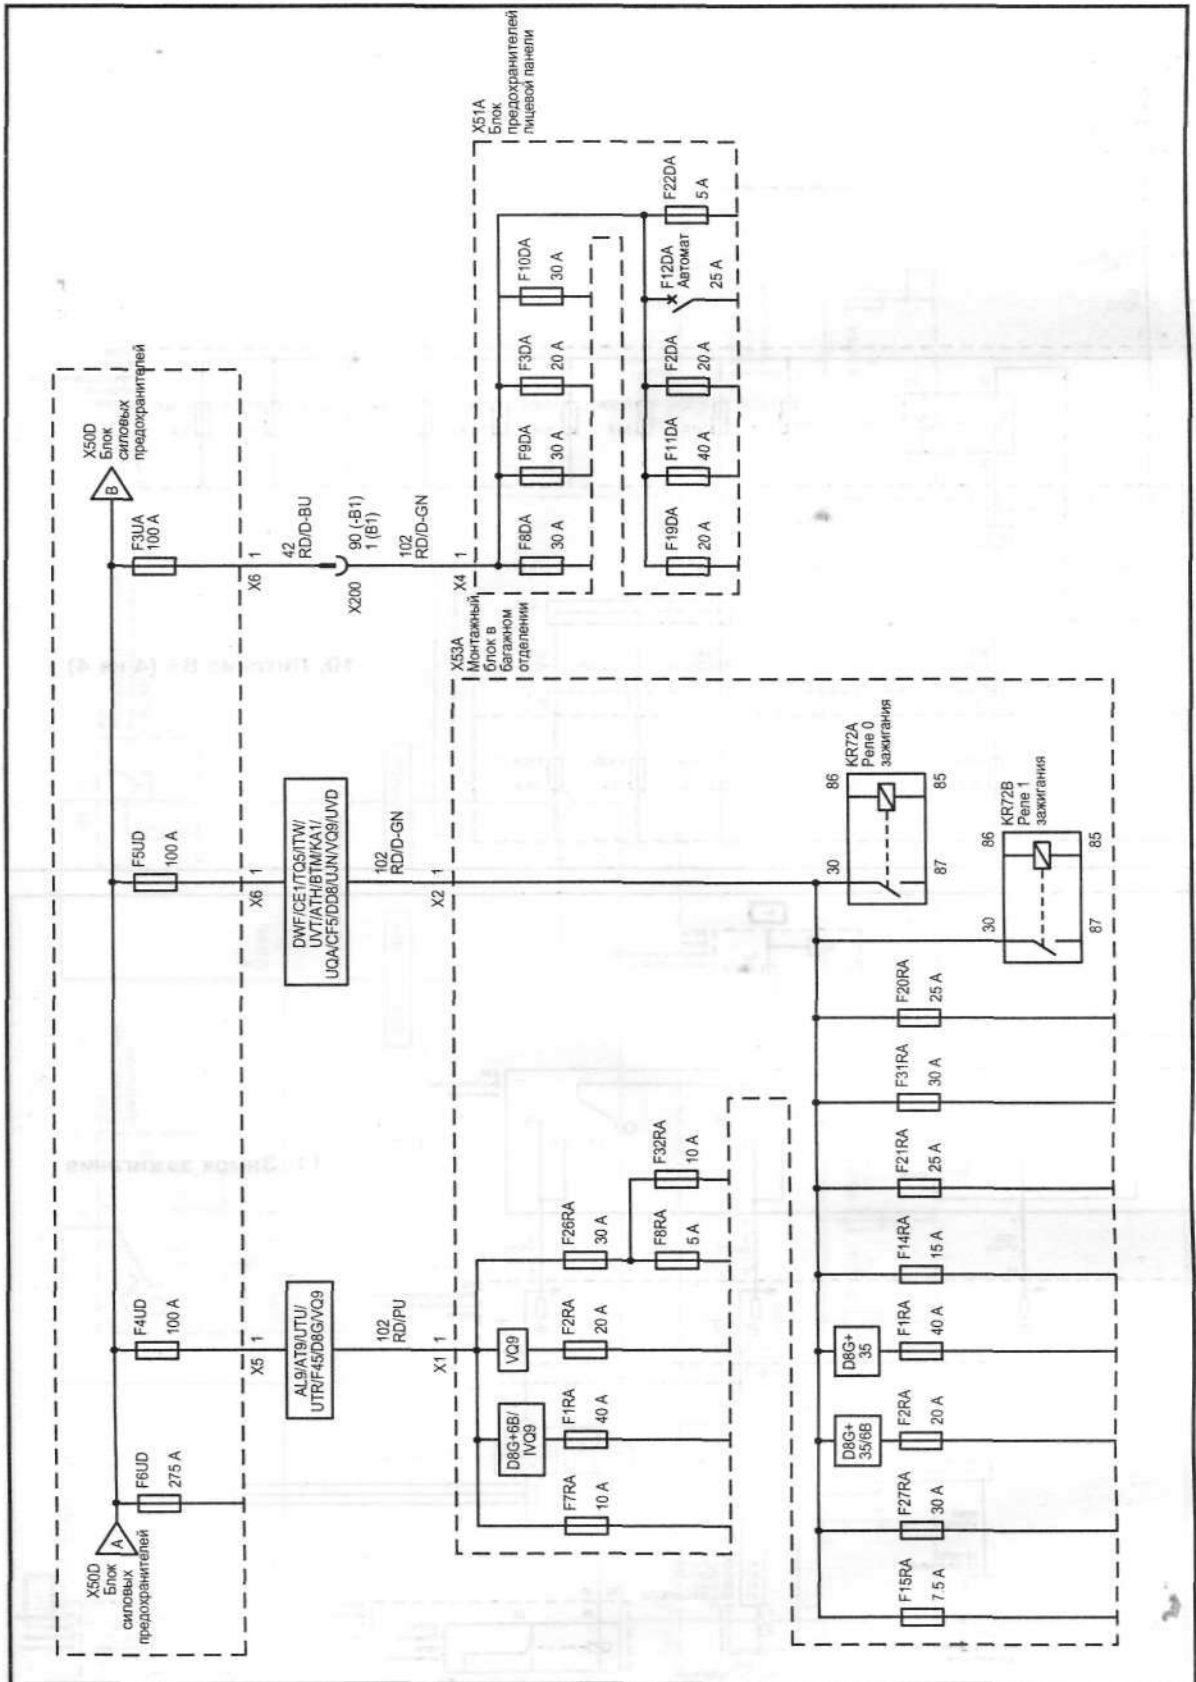 X50D
Блок
силовых
предохранителей
A
F6UD
275 A
F4UD
100 A
F5UD
100 A
F3UA
100 A
B
X50D
Блок
силовых
предохранителей
X5 1
AL9/AT9/UTU/
UTR/F45/D8G/VQ9
102
RD/PU
X1 1
X6 1
DWF/CE1/TQ5/ITW/
UVT/ATH/BTM/KA1/
UQA/CF5/DD8/UJN/VQ9/UVD
102
RD/D-GN
X2 1
X6 1
42
RD/D-BU
X200
90 (-B1)
1 (B1)
102
RD/D-GN
X4 1
X53A
Монтажный
блок в
багажном
отделении
X51A
Блок
предохранителей
лицевой панели
F7RA
10 A
D8G+6B/
IVQ9
F1RA
40 A
VQ9
F2RA
20 A
F26RA
30 A
F8RA
5 A
F32RA
10 A
F8DA
30 A
F9DA
30 A
F3DA
20 A
F10DA
30 A
F19DA
20 A
F11DA
40 A
F2DA
20 A
F12DA
Автомат
25 A
F22DA
5 A
F15RA
7.5 A
F27RA
30 A
D8G+
35/6B
F2RA
20 A
D8G+
35
F1RA
40 A
F14RA
15 A
F21RA
25 A
F31RA
30 A
F20RA
25 A
KR72A
Реле 0
зажигания
30
86
87
85
KR72B
Реле 1
зажигания
30
86
87
85